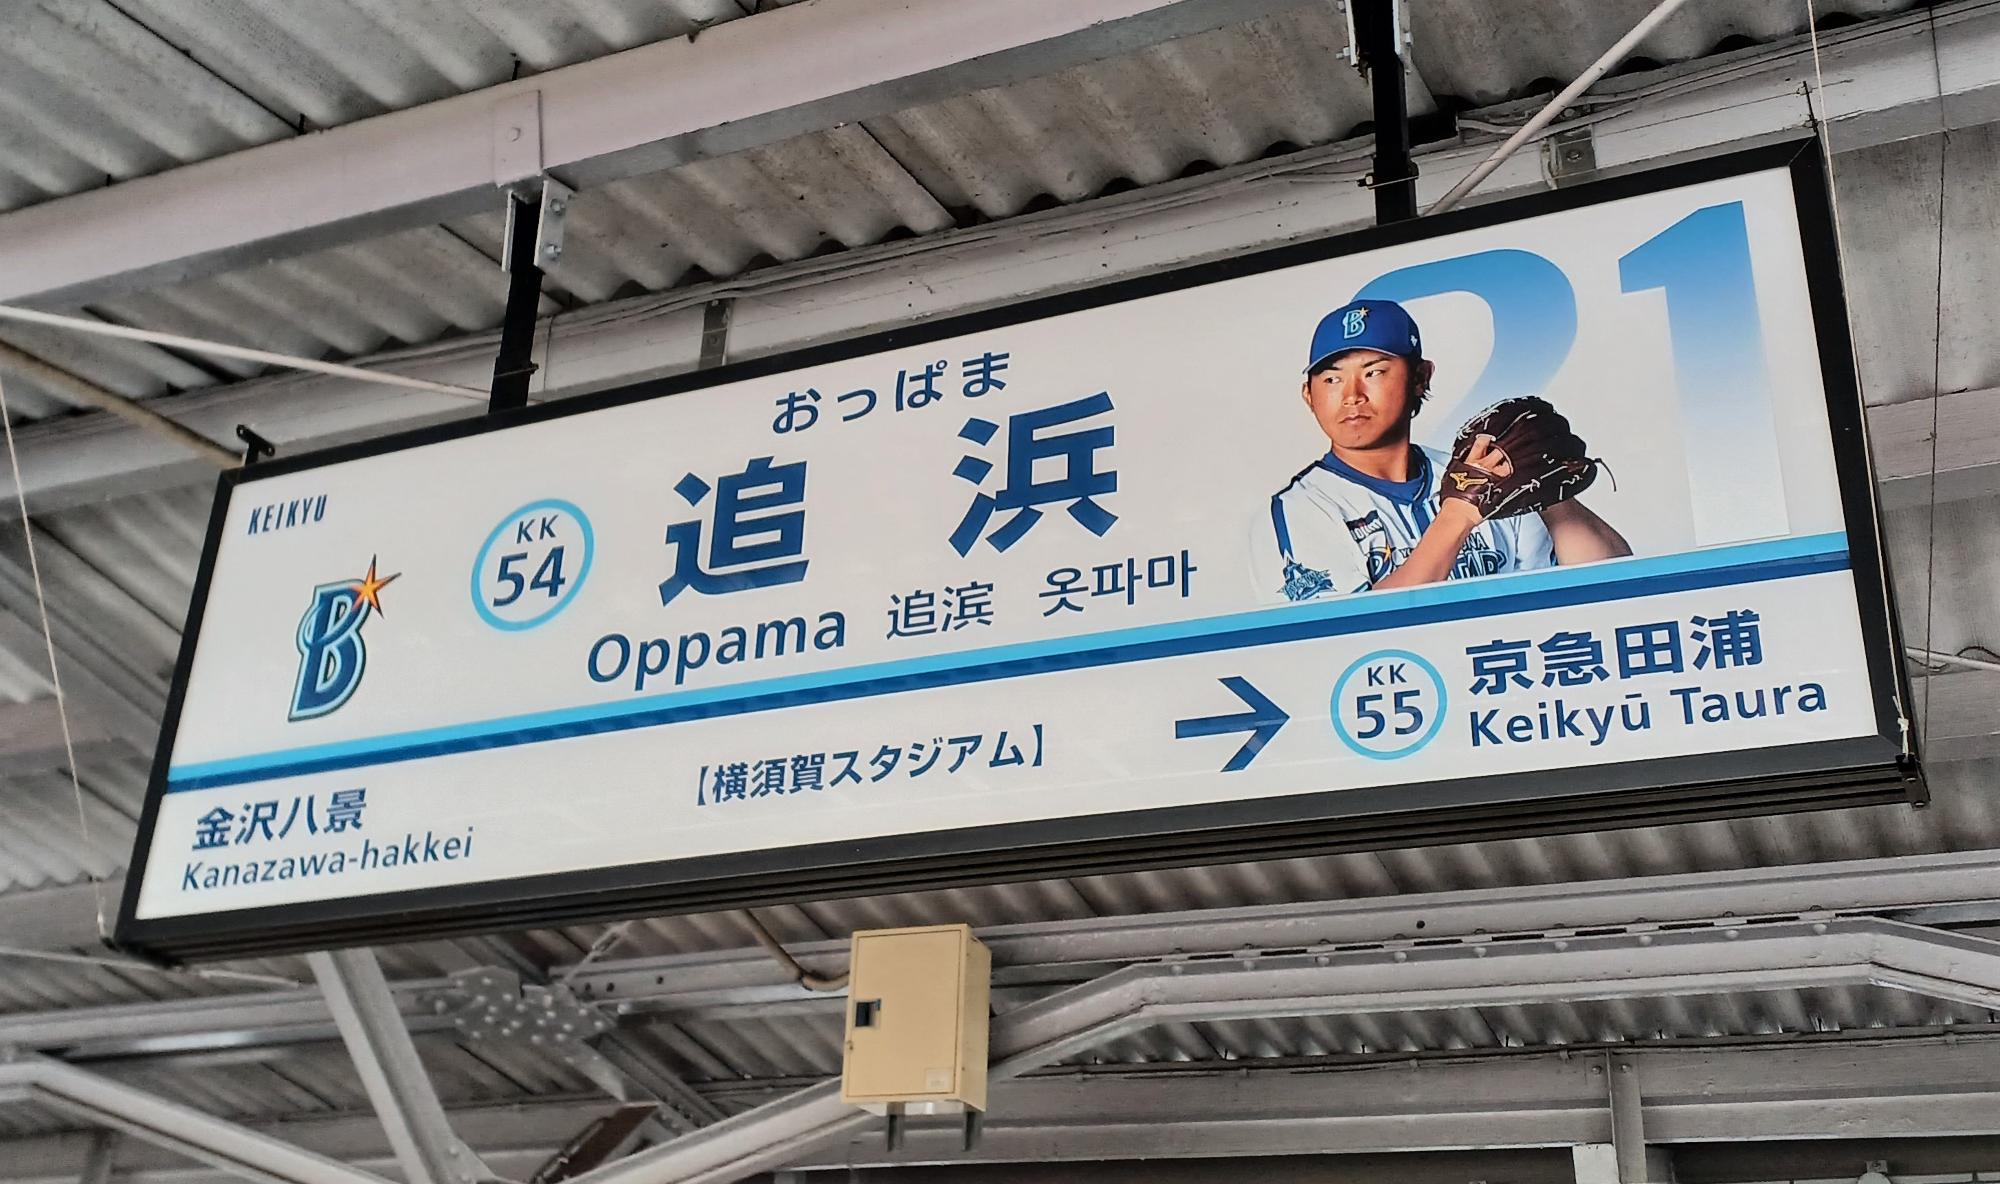 KEIKYU
おっぱま
KK
54
追浜
Oppama 追滨 옷파마
21
金沢八景
Kanazawa-hakkei
【横須賀スタジアム】
→
KK
55
京急田浦
Keikyū Taura